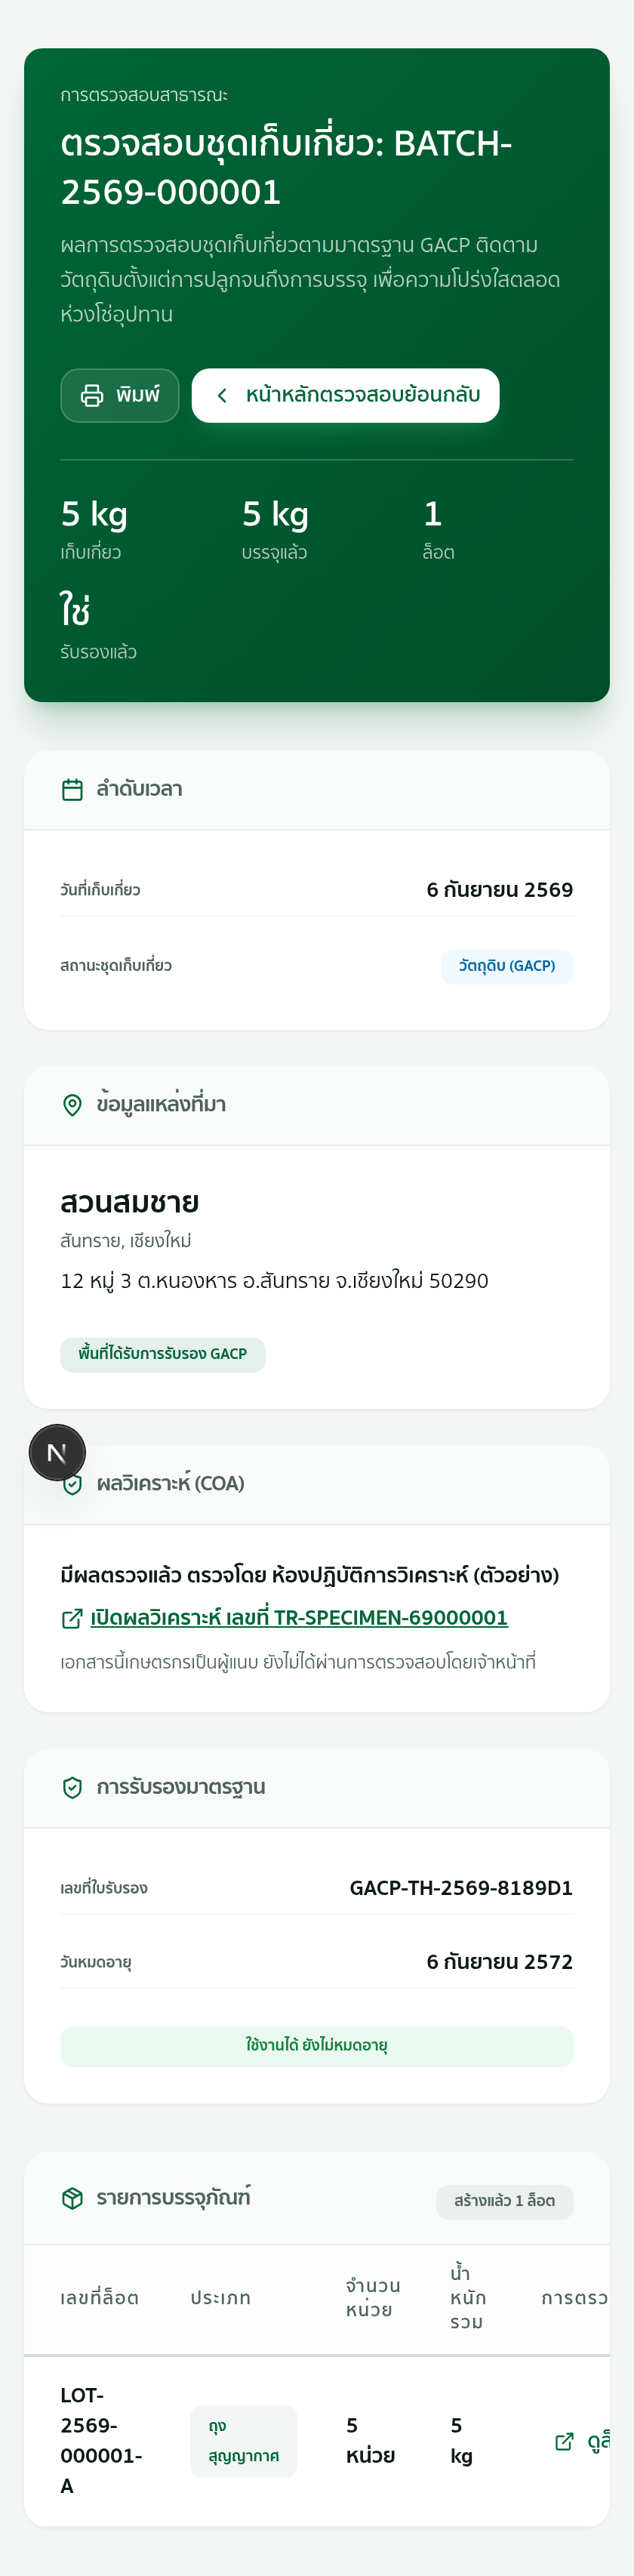 การตรวจสอบสาธารณะ
ตรวจสอบชุดเก็บเกี่ยว: BATCH-
2569-000001
ผลการตรวจสอบชุดเก็บเกี่ยวตามมาตรฐาน GACP ติดตาม
วัตถุดิบตั้งแต่การปลูกจนถึงการบรรจุ เพื่อความโปร่งใสตลอด
ห่วงโซ่อุปทาน
พิมพ์
หน้าหลักตรวจสอบย้อนกลับ
5 kg 5 kg 1
เก็บเกี่ยว บรรจุแล้ว ล็อต
ใช่
รับรองแล้ว
ลำดับเวลา
วันที่เก็บเกี่ยว 6 กันยายน 2569
สถานะชุดเก็บเกี่ยว วัตถุดิบ (GACP)
ข้อมูลแหล่งที่มา
สวนสมชาย
สันทราย, เชียงใหม่
12 หมู่ 3 ต.หนองหาร อ.สันทราย จ.เชียงใหม่ 50290
พื้นที่ได้รับการรับรอง GACP
N
ผลวิเคราะห์ (COA)
มีผลตรวจแล้ว ตรวจโดย ห้องปฏิบัติการวิเคราะห์ (ตัวอย่าง)
เปิดผลวิเคราะห์ เลขที่ TR-SPECIMEN-69000001
เอกสารนี้เกษตรกรเป็นผู้แนบ ยังไม่ได้ผ่านการตรวจสอบโดยเจ้าหน้าที่
การรับรองมาตรฐาน
เลขที่ใบรับรอง GACP-TH-2569-8189D1
วันหมดอายุ 6 กันยายน 2572
ใช้งานได้ ยังไม่หมดอายุ
รายการบรรจุภัณฑ์ สร้างแล้ว 1 ล็อต
เลขที่ล็อต
ประเภท
จำนวน
หน่วย
น้ำ
หนัก
รวม
การตรว
LOT-
2569-
000001-
A
ถุง
สุญญากาศ
5
หน่วย
5
kg
ดูล็